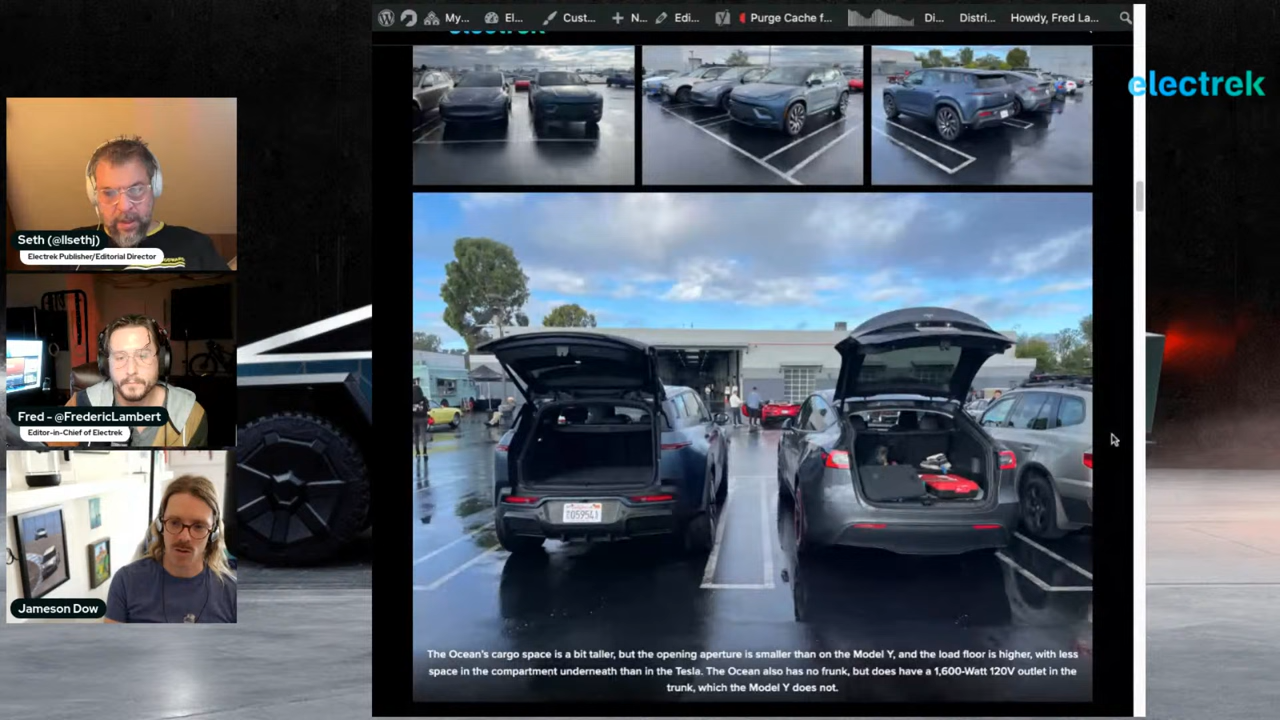 My...
El...
Cust...
N...
Edi...
Purge Cache f...
Di...
Distri...
Howdy, Fred La...
electrek
electrek
Seth (@llsethj)
Electrek Publisher/Editorial Director
Fred - @FredericLambert
Editor-in-Chief of Electrek
Jameson Dow
The Ocean's cargo space is a bit taller, but the opening aperture is smaller than on the Model Y, and the load floor is higher, with less
space in the compartment underneath than in the Tesla. The Ocean also has no frunk, but does have a 1,600-Watt 120V outlet in the
trunk, which the Model Y does not.